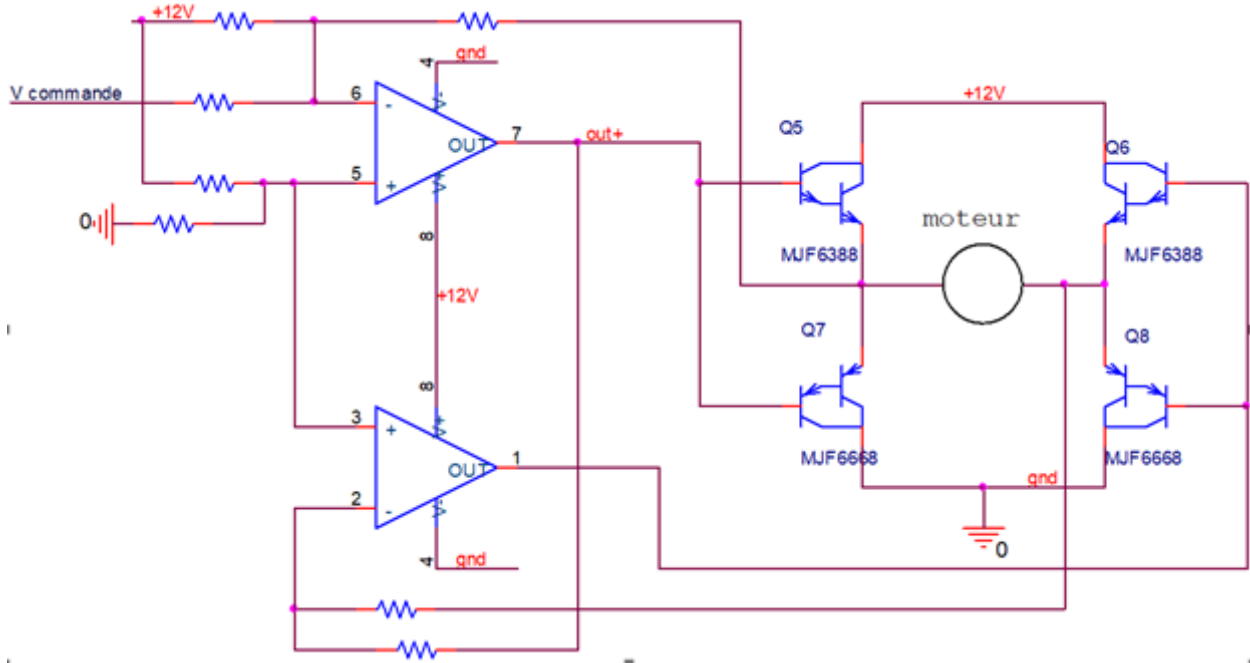 +12V
4
gnd
V-
V commande
6
-
OUT
7
out+
5
+
V+
0
8
+12V
8
3
+
V+
OUT
1
2
-
V-
4
gnd
+12V
Q5
Q6
moteur
MJF6388
MJF6388
Q7
Q8
MJF6668
MJF6668
gnd
0